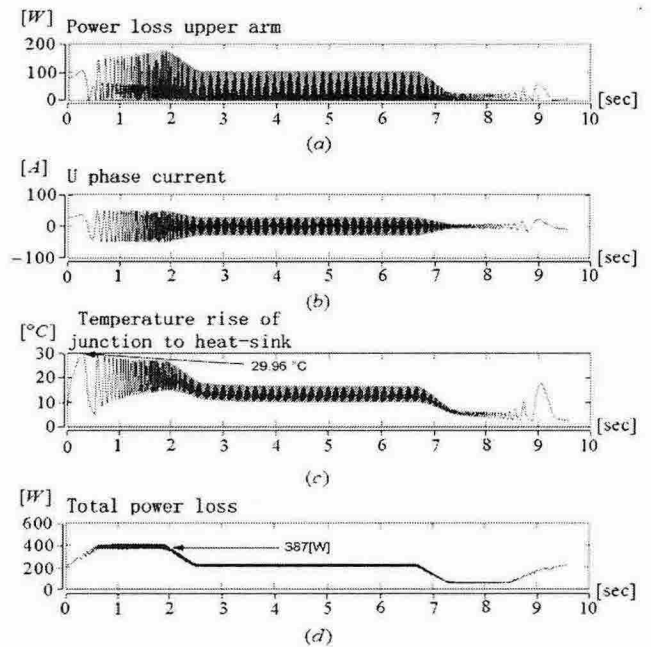 [W] Power loss upper arm
200
100
0
0 1 2 3 4 5 6 7 8 9 10 [sec]
(a)
[A] U phase current
100
0
-100
0 1 2 3 4 5 6 7 8 9 10 [sec]
(b)
[°C] Temperature rise of
junction to heat-sink
30
29.96 °C
20
10
0
0 1 2 3 4 5 6 7 8 9 10 [sec]
(c)
[W] Total power loss
600
400
387[W]
200
0
0 1 2 3 4 5 6 7 8 9 10 [sec]
(d)